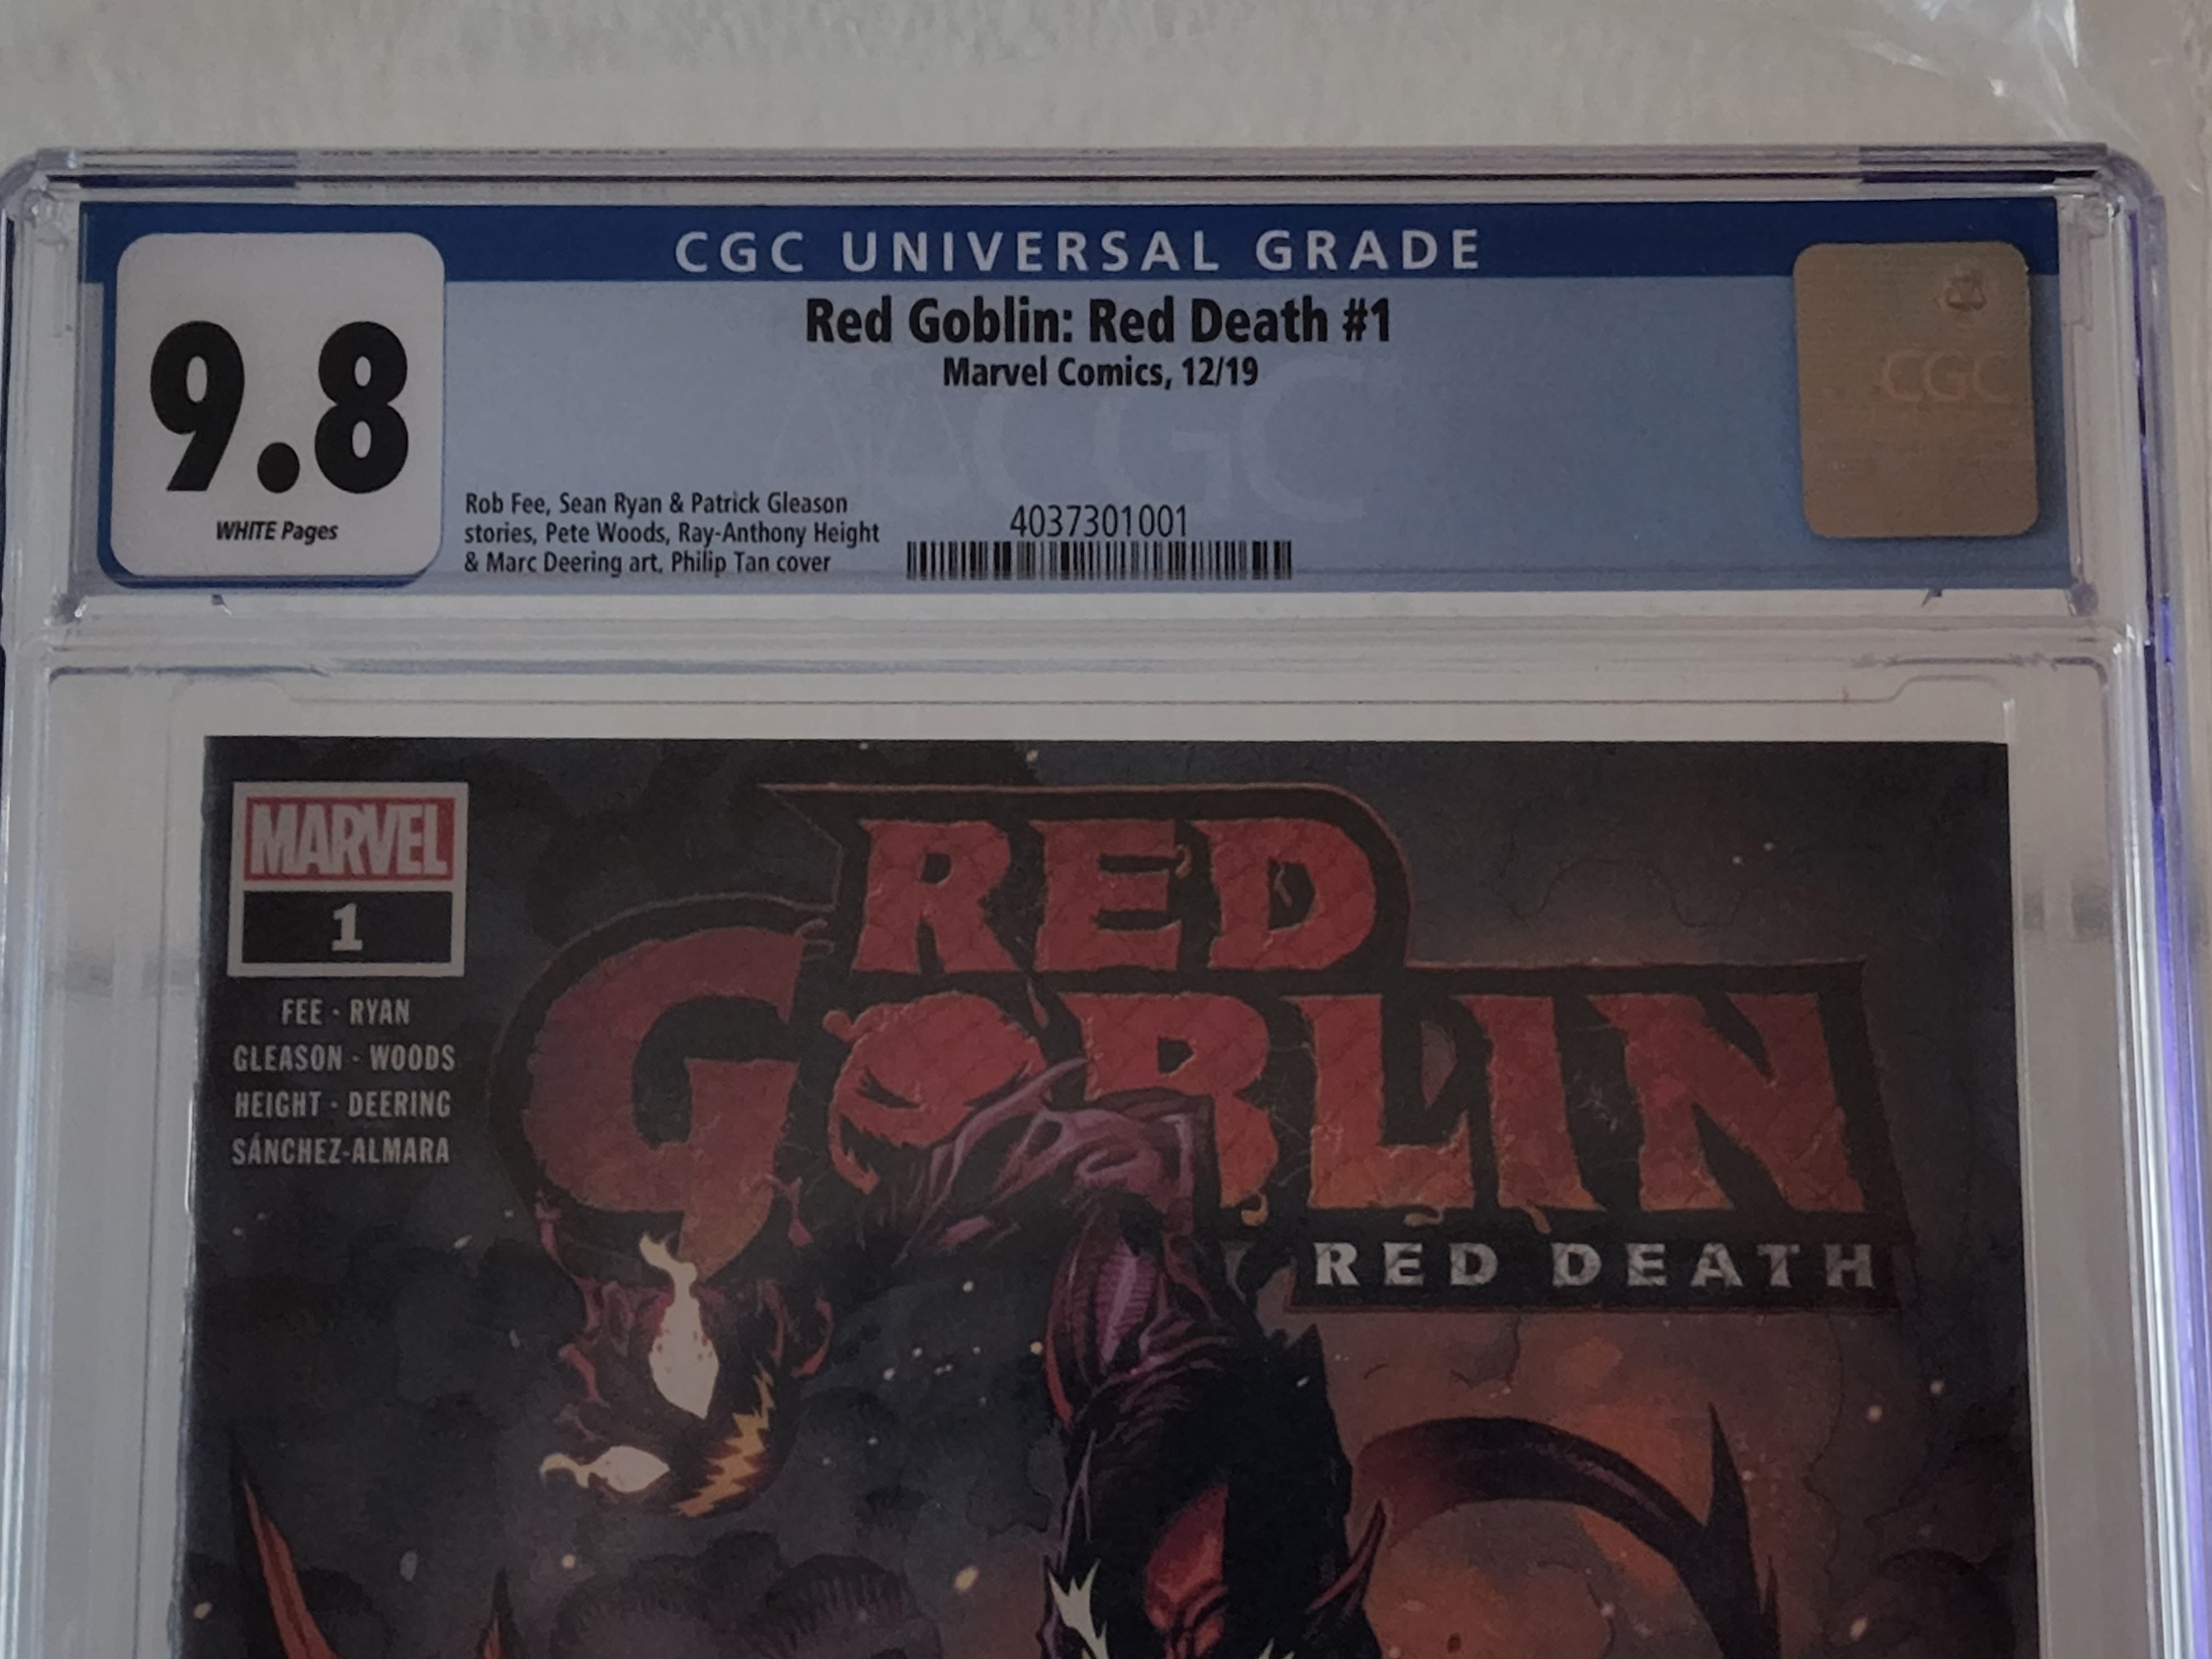 CGC UNIVERSAL GRADE
9.8
WHITE Pages
Red Goblin: Red Death #1
Marvel Comics, 12/19
CGC
CGC
Rob Fee, Sean Ryan & Patrick Gleason
stories, Pete Woods, Ray-Anthony Height
& Marc Deering art, Philip Tan cover
4037301001
MARVEL
1
FEE · RYAN
GLEASON · WOODS
HEIGHT · DEERING
SÁNCHEZ-ALMARA
RED
GOBLIN
RED DEATH